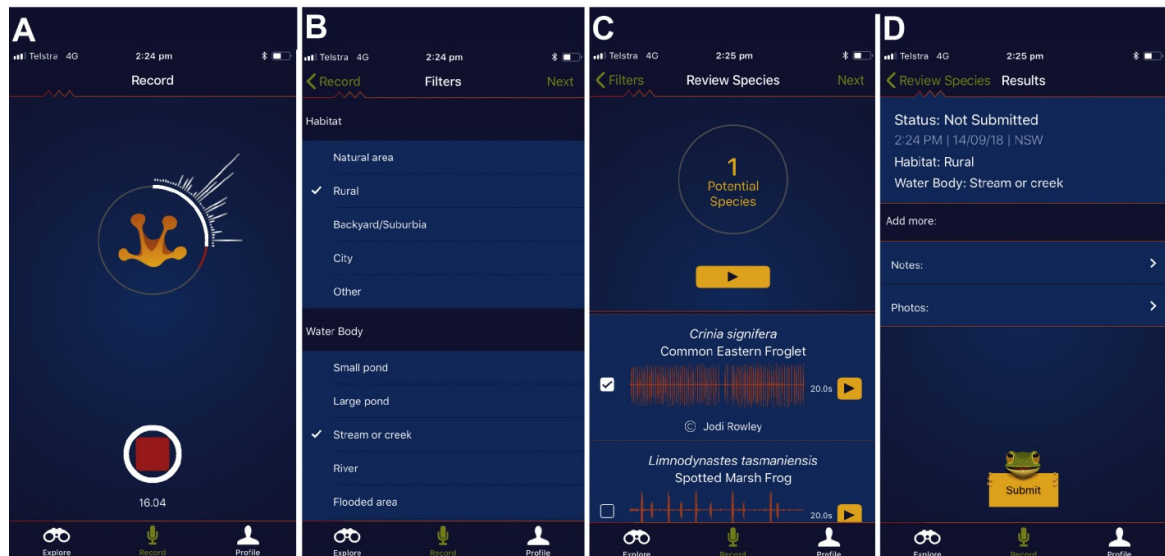 A
Telstra 4G 2:24 pm
Record
16.04
Explore Record Profile
B
Telstra 4G 2:24 pm
Record Filters Next
Habitat
Natural area
Rural
Backyard/Suburbia
City
Other
Water Body
Small pond
Large pond
Stream or creek
River
Flooded area
Explore Record Profile
C
Telstra 4G 2:25 pm
Filters Review Species Next
1
Potential
Species
Crinia signifera
Common Eastern Froglet
20.0s
© Jodi Rowley
Limnodynastes tasmaniensis
Spotted Marsh Frog
20.0s
Explore Record Profile
D
Telstra 4G 2:25 pm
Review Species Results
Status: Not Submitted
2:24 PM | 14/09/18 | NSW
Habitat: Rural
Water Body: Stream or creek
Add more:
Notes:
Photos:
Submit
Explore Record Profile